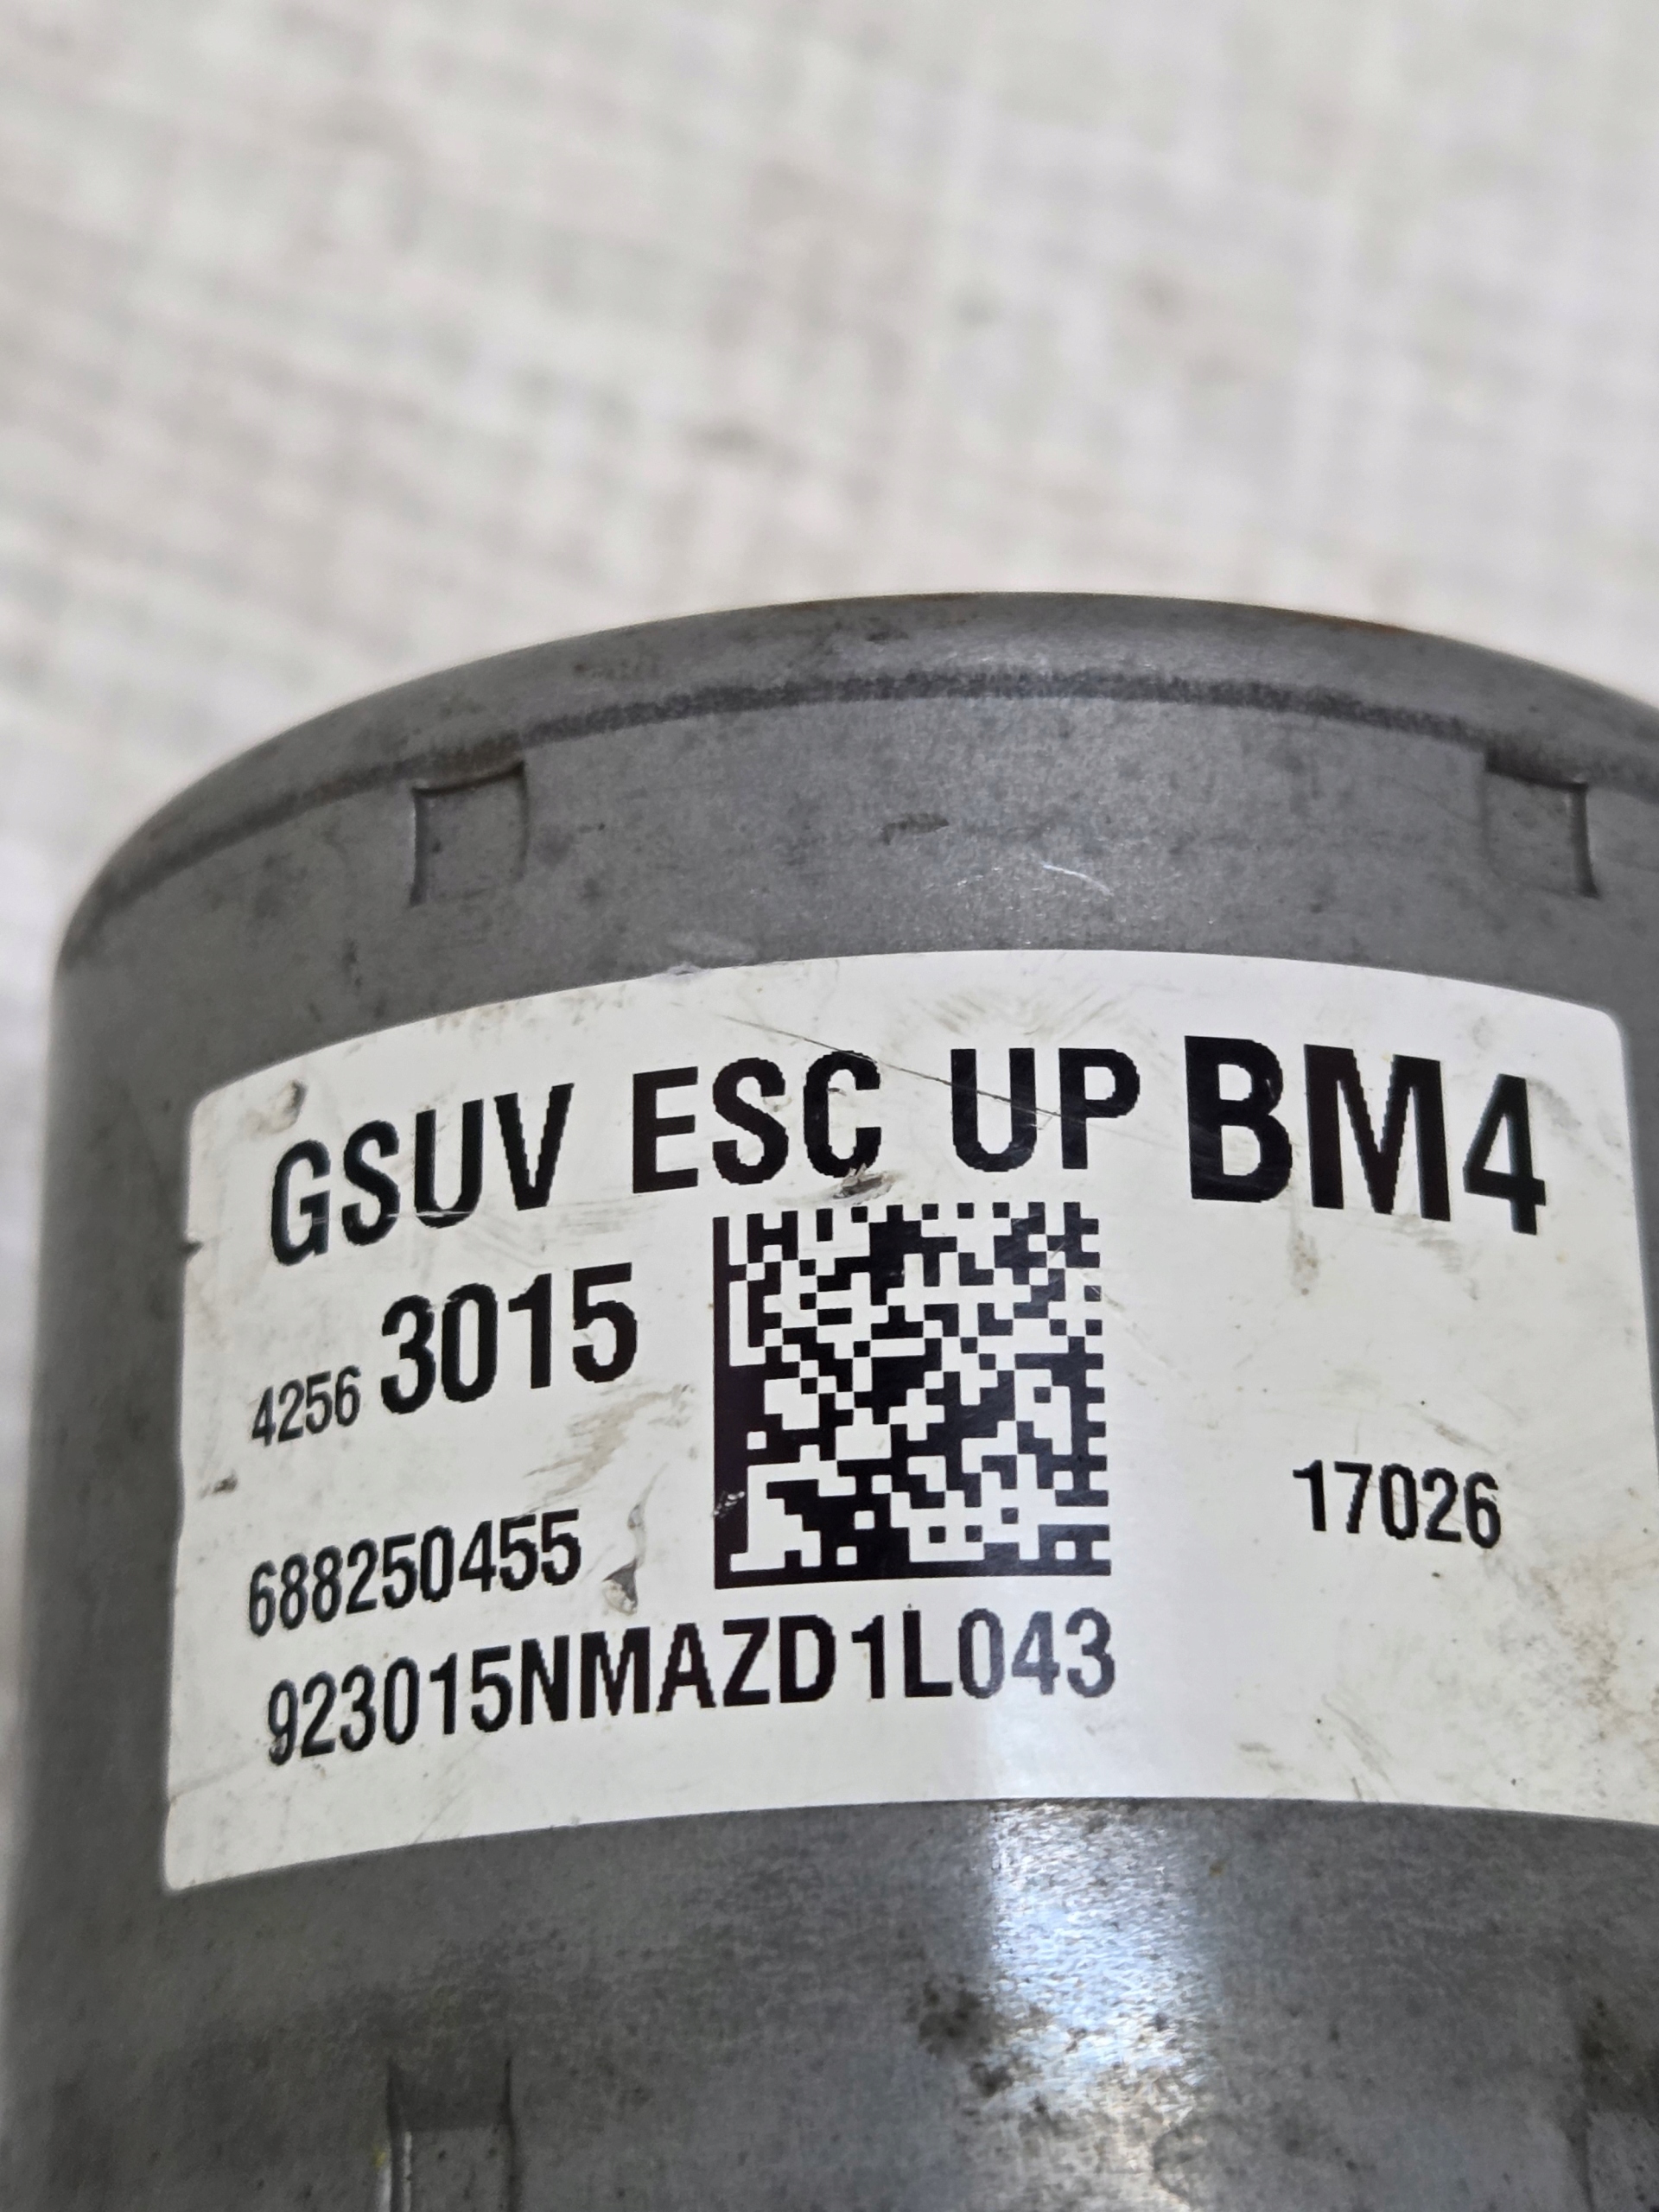 GSUV ESC UP BM4
4256 3015
17026
688250455
923015NMAZD1L043